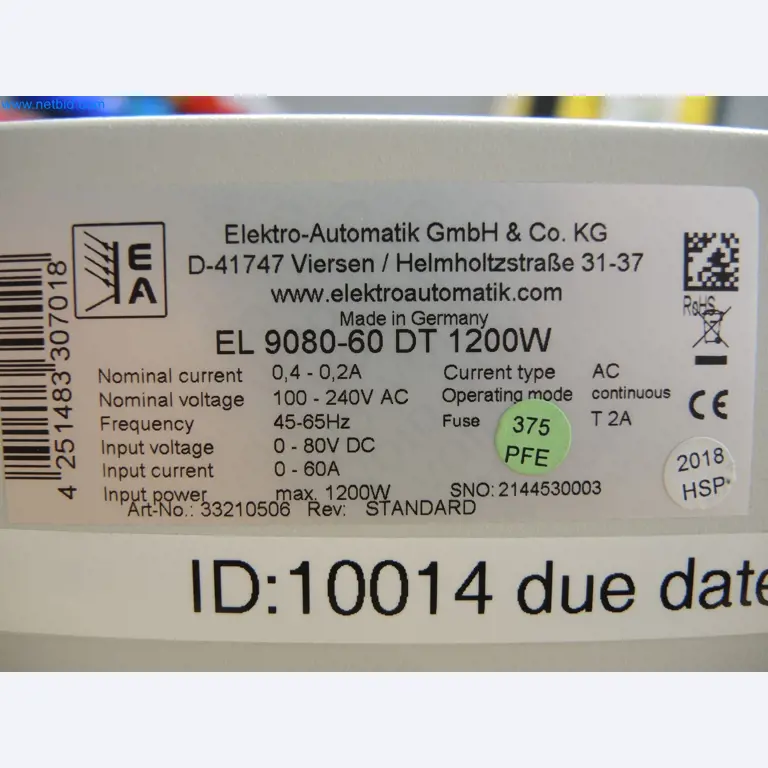 www.netbid.com
EA
Elektro-Automatik GmbH & Co. KG
D-41747 Viersen / Helmholtzstraße 31-37
www.elektroautomatik.com
Made in Germany
EL 9080-60 DT 1200W
Nominal current 0,4 - 0,2A Current type AC
Nominal voltage 100 - 240V AC Operating mode continuous
Frequency 45-65Hz Fuse T 2A
Input voltage 0 - 80V DC
Input current 0 - 60A
Input power max. 1200W SNO: 2144530003
Art-No.: 33210506 Rev: STANDARD
4 251483 307018
RoHS
CE
375
PFE
2018
HSP
ID:10014 due date